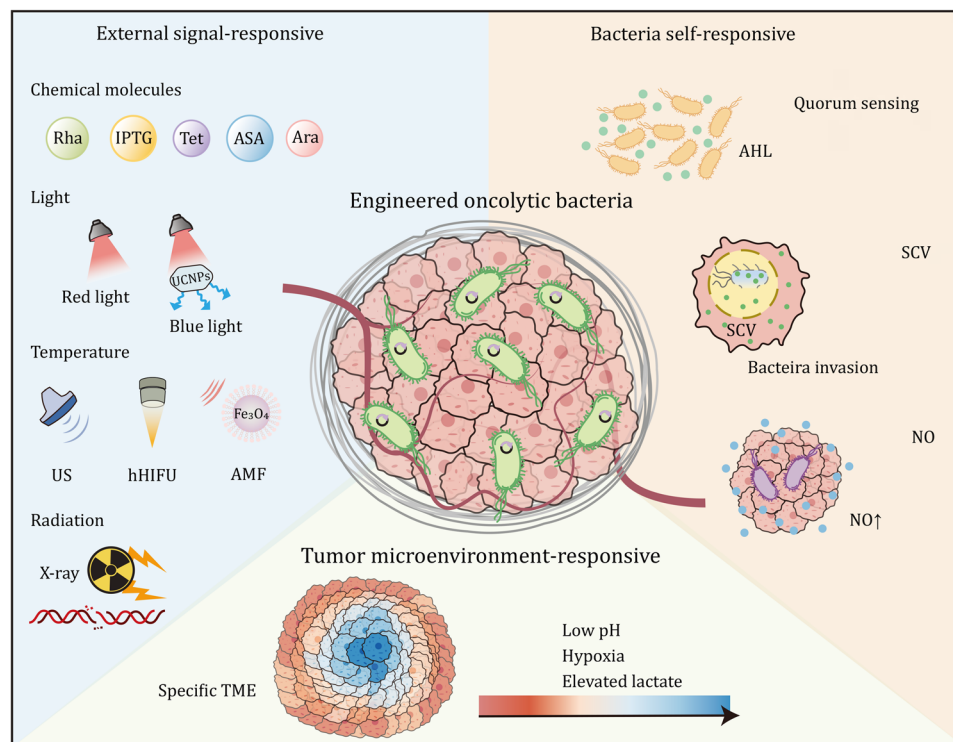 External signal-responsive
Chemical molecules
Rha
IPTG
Tet
ASA
Ara
Light
Red light
UCNPs
Blue light
Temperature
US
hHIFU
Fe₃O₄
AMF
Radiation
X-ray
Bacteria self-responsive
Quorum sensing
AHL
SCV
SCV
Bacteira invasion
NO
NO↑
Engineered oncolytic bacteria
Tumor microenvironment-responsive
Specific TME
Low pH
Hypoxia
Elevated lactate